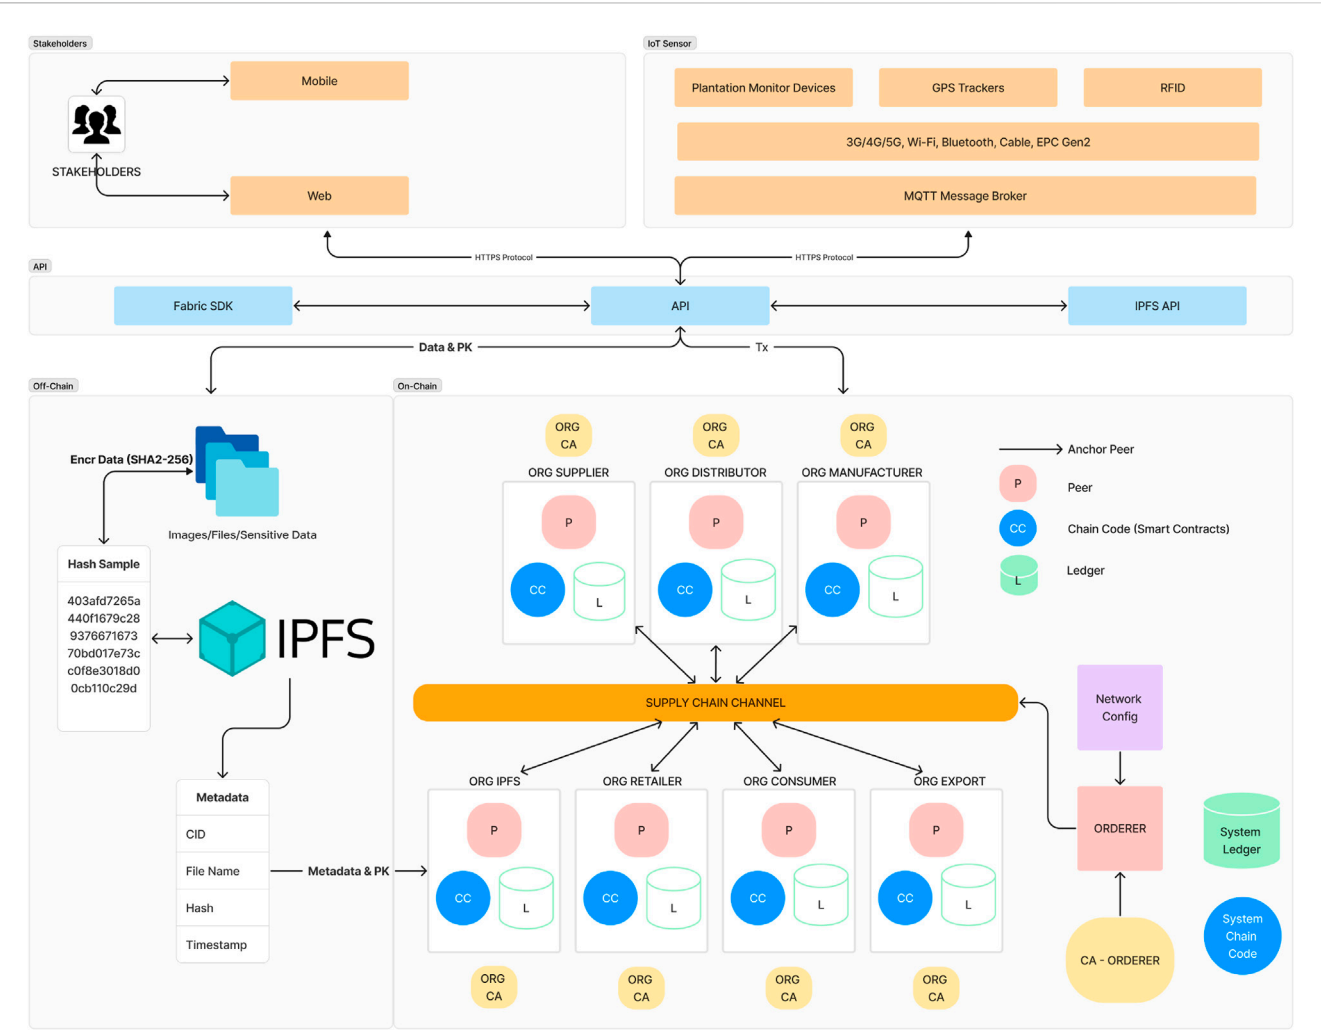 Stakeholders
IoT Sensor
Mobile
STAKEHOLDERS
Web
Plantation Monitor Devices
GPS Trackers
RFID
3G/4G/5G, Wi-Fi, Bluetooth, Cable, EPC Gen2
MQTT Message Broker
HTTPS Protocol
HTTPS Protocol
API
Fabric SDK
API
IPFS API
Data & PK
Tx
Off-Chain
Encr Data (SHA2-256)
Images/Files/Sensitive Data
Hash Sample
403afd7265a
440f1679c28
9376671673
70bd017e73c
c0f8e3018d0
0cb110c29d
IPFS
Metadata
CID
File Name
Hash
Timestamp
Metadata & PK
On-Chain
ORG
CA
ORG
CA
ORG
CA
ORG SUPPLIER
ORG DISTRIBUTOR
ORG MANUFACTURER
P
P
P
CC
L
CC
L
CC
L
Anchor Peer
P
Peer
CC
Chain Code (Smart Contracts)
L
Ledger
SUPPLY CHAIN CHANNEL
Network
Config
ORG IPFS
ORG RETAILER
ORG CONSUMER
ORG EXPORT
P
P
P
P
CC
L
CC
L
CC
L
CC
L
ORG
CA
ORG
CA
ORG
CA
ORG
CA
ORDERER
CA - ORDERER
System
Ledger
System
Chain
Code